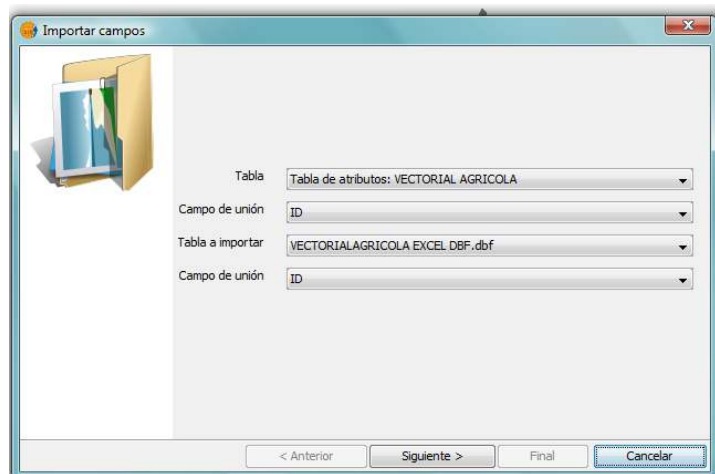 Importar campos
Tabla Tabla de atributos: VECTORIAL AGRICOLA
Campo de unión ID
Tabla a importar VECTORIALAGRICOLA EXCEL DBF.dbf
Campo de unión ID
< Anterior Siguiente > Final Cancelar